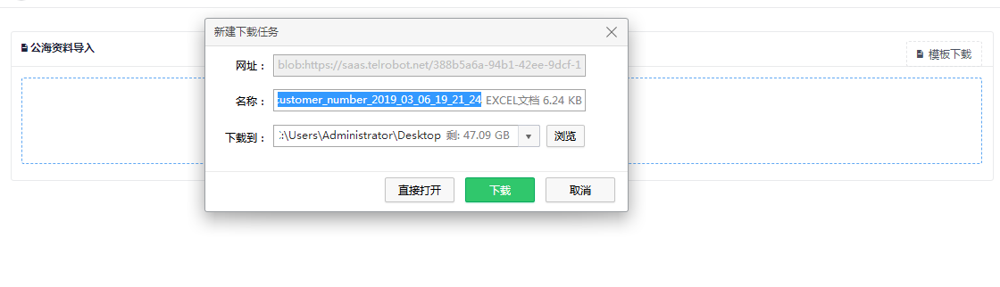 新建下载任务
公海资料导入
模板下载
网址：
blob:https://saas.telrobot.net/388b5a6a-94b1-42ee-9dcf-1
名称：
customer_number_2019_03_06_19_21_24 EXCEL文档 6.24 KB
下载到：
:\Users\Administrator\Desktop 剩: 47.09 GB
浏览
直接打开
下载
取消